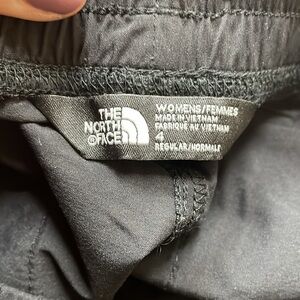 THE
NORTH
FACE
WOMENS/FEMMES
MADE IN VIETNAM
FABRIQUÉ AU VIETNAM
4
REGULAR/NORMALE